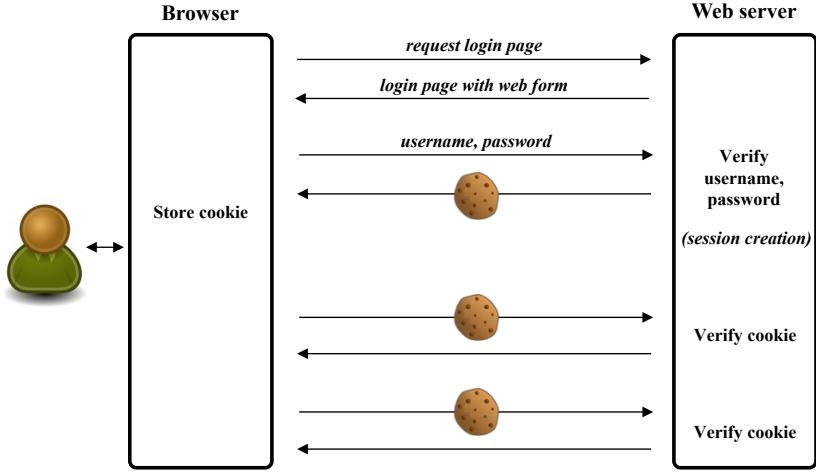 Browser
Web server
request login page
login page with web form
username, password
Verify
username,
password
Store cookie
(session creation)
Verify cookie
Verify cookie